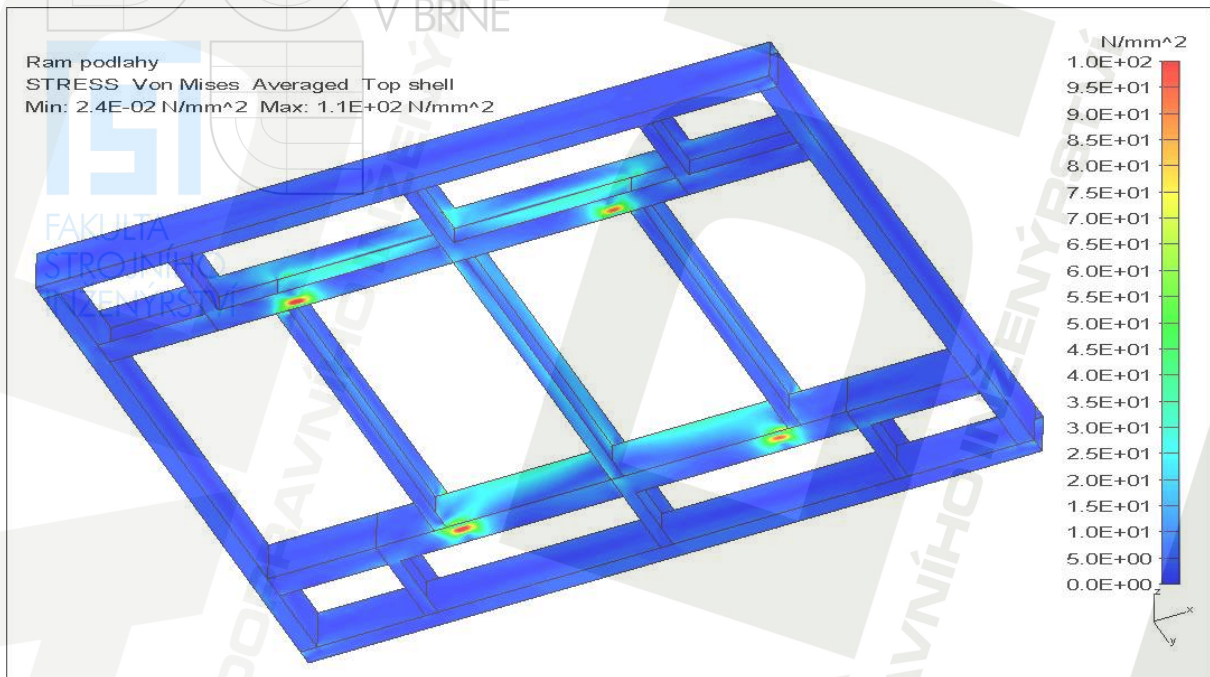 V BRNĚ
Ram podlahy
STRESS Von Mises Averaged Top shell
Min: 2.4E-02 N/mm^2 Max: 1.1E+02 N/mm^2
FAKULTA
STROJNÍHO
INŽENÝRSTVÍ
N/mm^2
1.0E+02
9.5E+01
9.0E+01
8.5E+01
8.0E+01
7.5E+01
7.0E+01
6.5E+01
6.0E+01
5.5E+01
5.0E+01
4.5E+01
4.0E+01
3.5E+01
3.0E+01
2.5E+01
2.0E+01
1.5E+01
1.0E+01
5.0E+00
0.0E+00
z
x
y